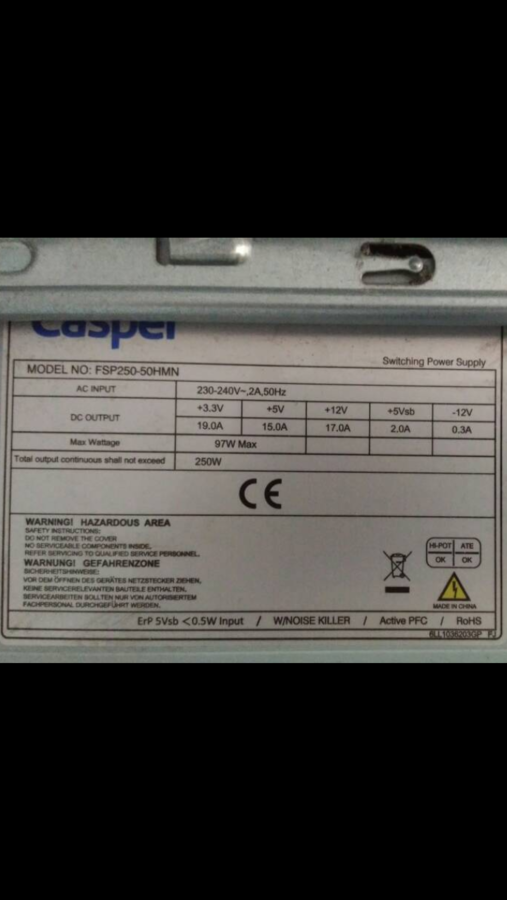 Casper
Switching Power Supply
MODEL NO: FSP250-50HMN
AC INPUT 230-240V~,2A,50Hz
DC OUTPUT +3.3V +5V +12V +5Vsb -12V
19.0A 15.0A 17.0A 2.0A 0.3A
Max Wattage 97W Max
Total output continuous shall not exceed 250W
CE
WARNING! HAZARDOUS AREA
SAFETY INSTRUCTIONS:
DO NOT REMOVE THE COVER
NO SERVICEABLE COMPONENTS INSIDE,
REFER SERVICING TO QUALIFIED SERVICE PERSONNEL.
WARNUNG! GEFAHRENZONE
SICHERHEITSHINWEISE:
VOR DEM ÖFFNEN DES GERÄTES NETZSTECKER ZIEHEN,
KEINE SERVICERELEVANTEN BAUTEILE ENTHALTEN,
SERVICEARBEITEN SOLLTEN NUR VON AUTORISIERTEM
FACHPERSONAL DURCHGEFÜHRT WERDEN.
HI-POT ATE
OK OK
MADE IN CHINA
ErP 5Vsb <0.5W Input / W/NOISE KILLER / Active PFC / RoHS
6LL1036203GP PJ